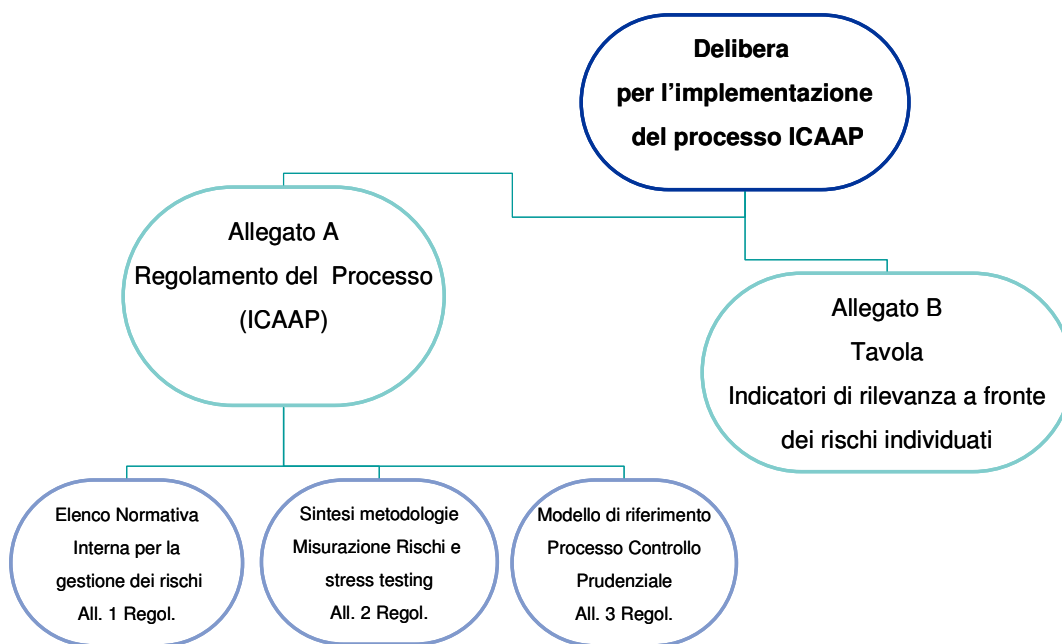 Delibera
per l'implementazione
del processo ICAAP
Allegato A
Regolamento del Processo
(ICAAP)
Allegato B
Tavola
Indicatori di rilevanza a fronte
dei rischi individuati
Elenco Normativa
Interna per la
gestione dei rischi
All. 1 Regol.
Sintesi metodologie
Misurazione Rischi e
stress testing
All. 2 Regol.
Modello di riferimento
Processo Controllo
Prudenziale
All. 3 Regol.